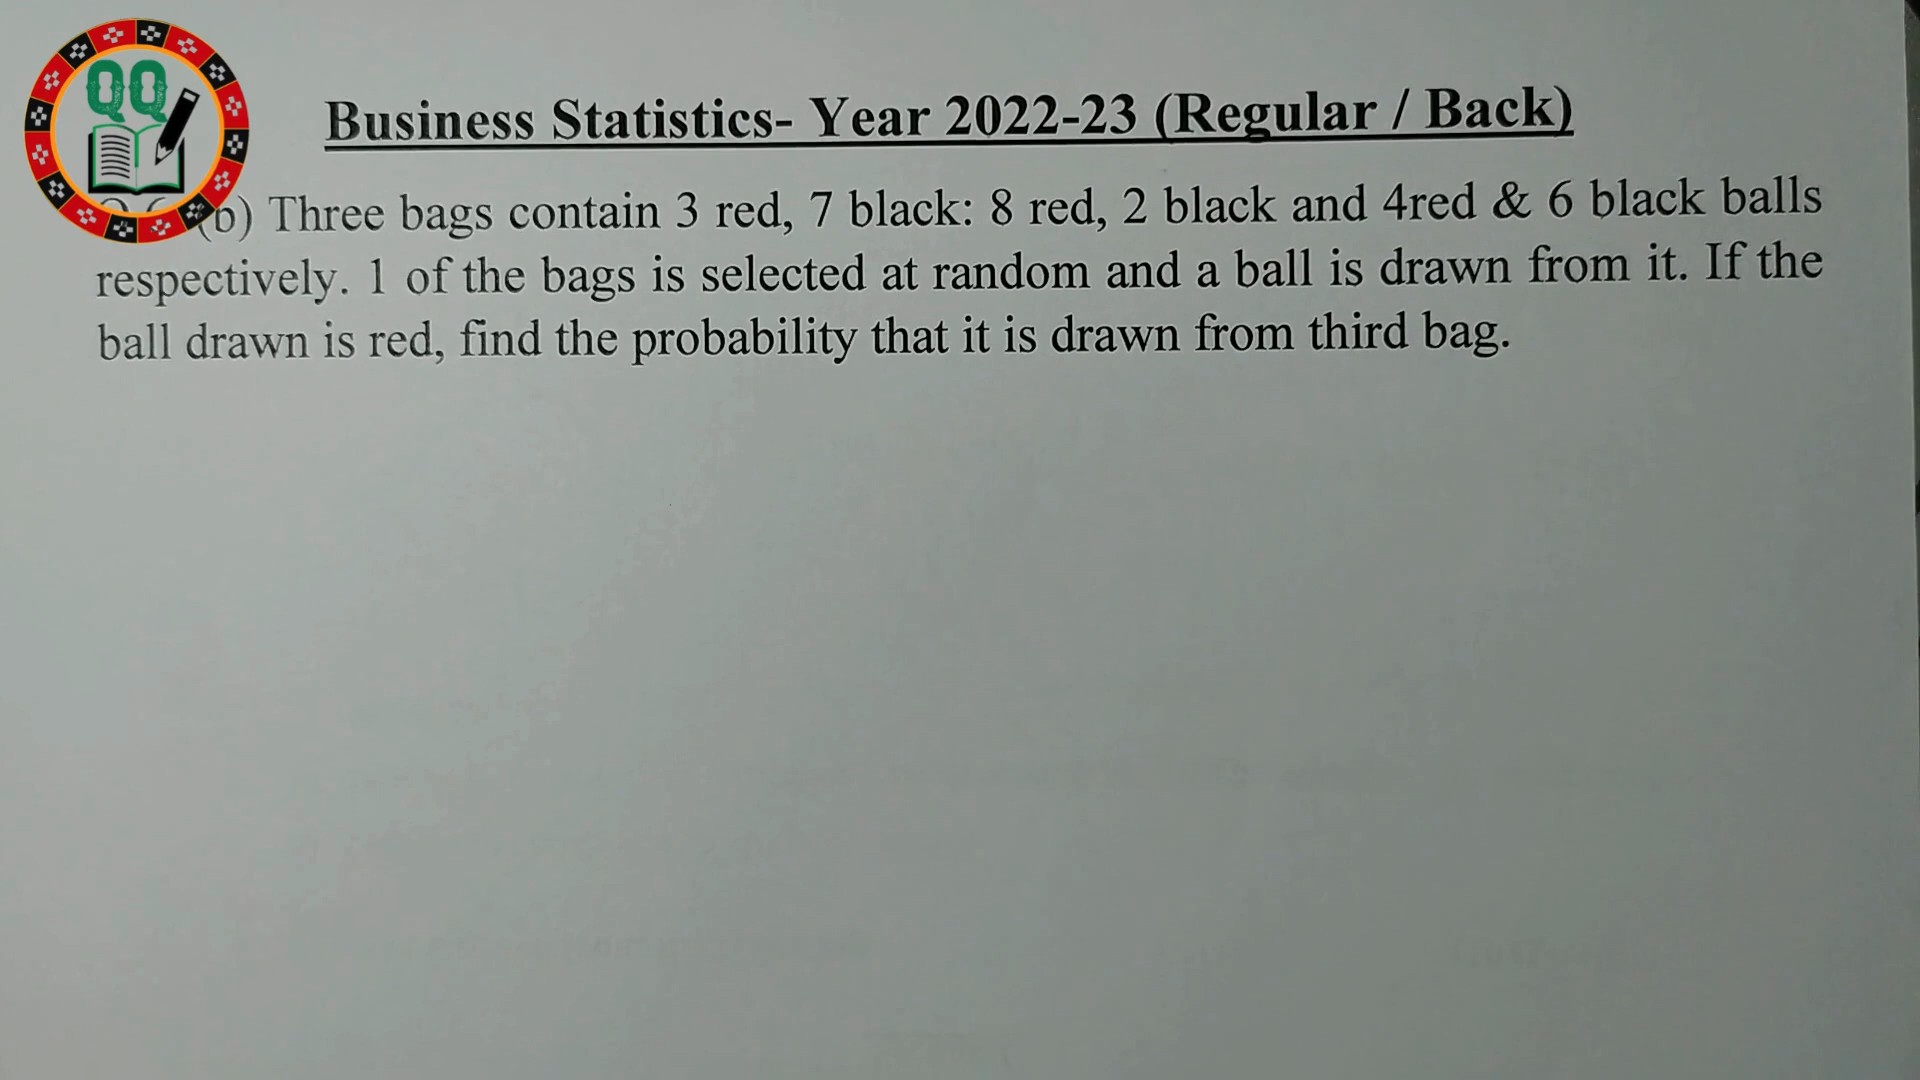 QQ
Business Statistics- Year 2022-23 (Regular / Back)
(b) Three bags contain 3 red, 7 black: 8 red, 2 black and 4red & 6 black balls
respectively. 1 of the bags is selected at random and a ball is drawn from it. If the
ball drawn is red, find the probability that it is drawn from third bag.